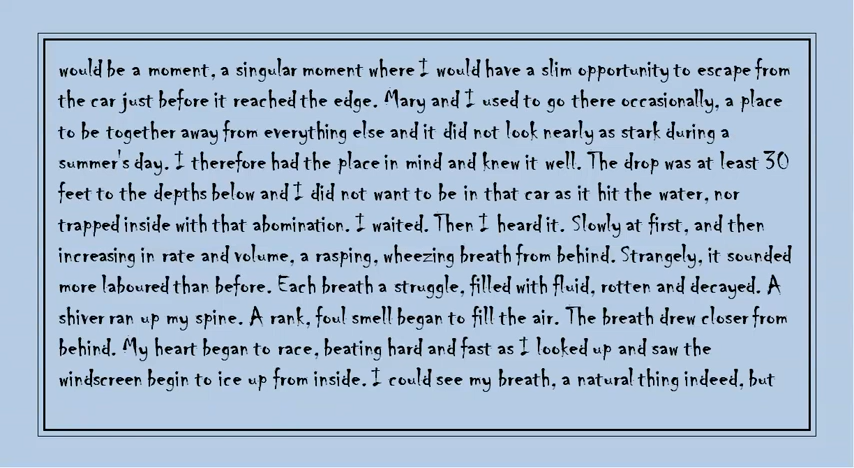 would be a moment, a singular moment where I would have a slim opportunity to escape from
the car just before it reached the edge. Mary and I used to go there occasionally, a place
to be together away from everything else and it did not look nearly as stark during a
summer's day. I therefore had the place in mind and knew it well. The drop was at least 30
feet to the depths below and I did not want to be in that car as it hit the water, nor
trapped inside with that abomination. I waited. Then I heard it. Slowly at first, and then
increasing in rate and volume, a rasping, wheezing breath from behind. Strangely, it sounded
more laboured than before. Each breath a struggle, filled with fluid, rotten and decayed. A
shiver ran up my spine. A rank, foul smell began to fill the air. The breath drew closer from
behind. My heart began to race, beating hard and fast as I looked up and saw the
windscreen begin to ice up from inside. I could see my breath, a natural thing indeed, but